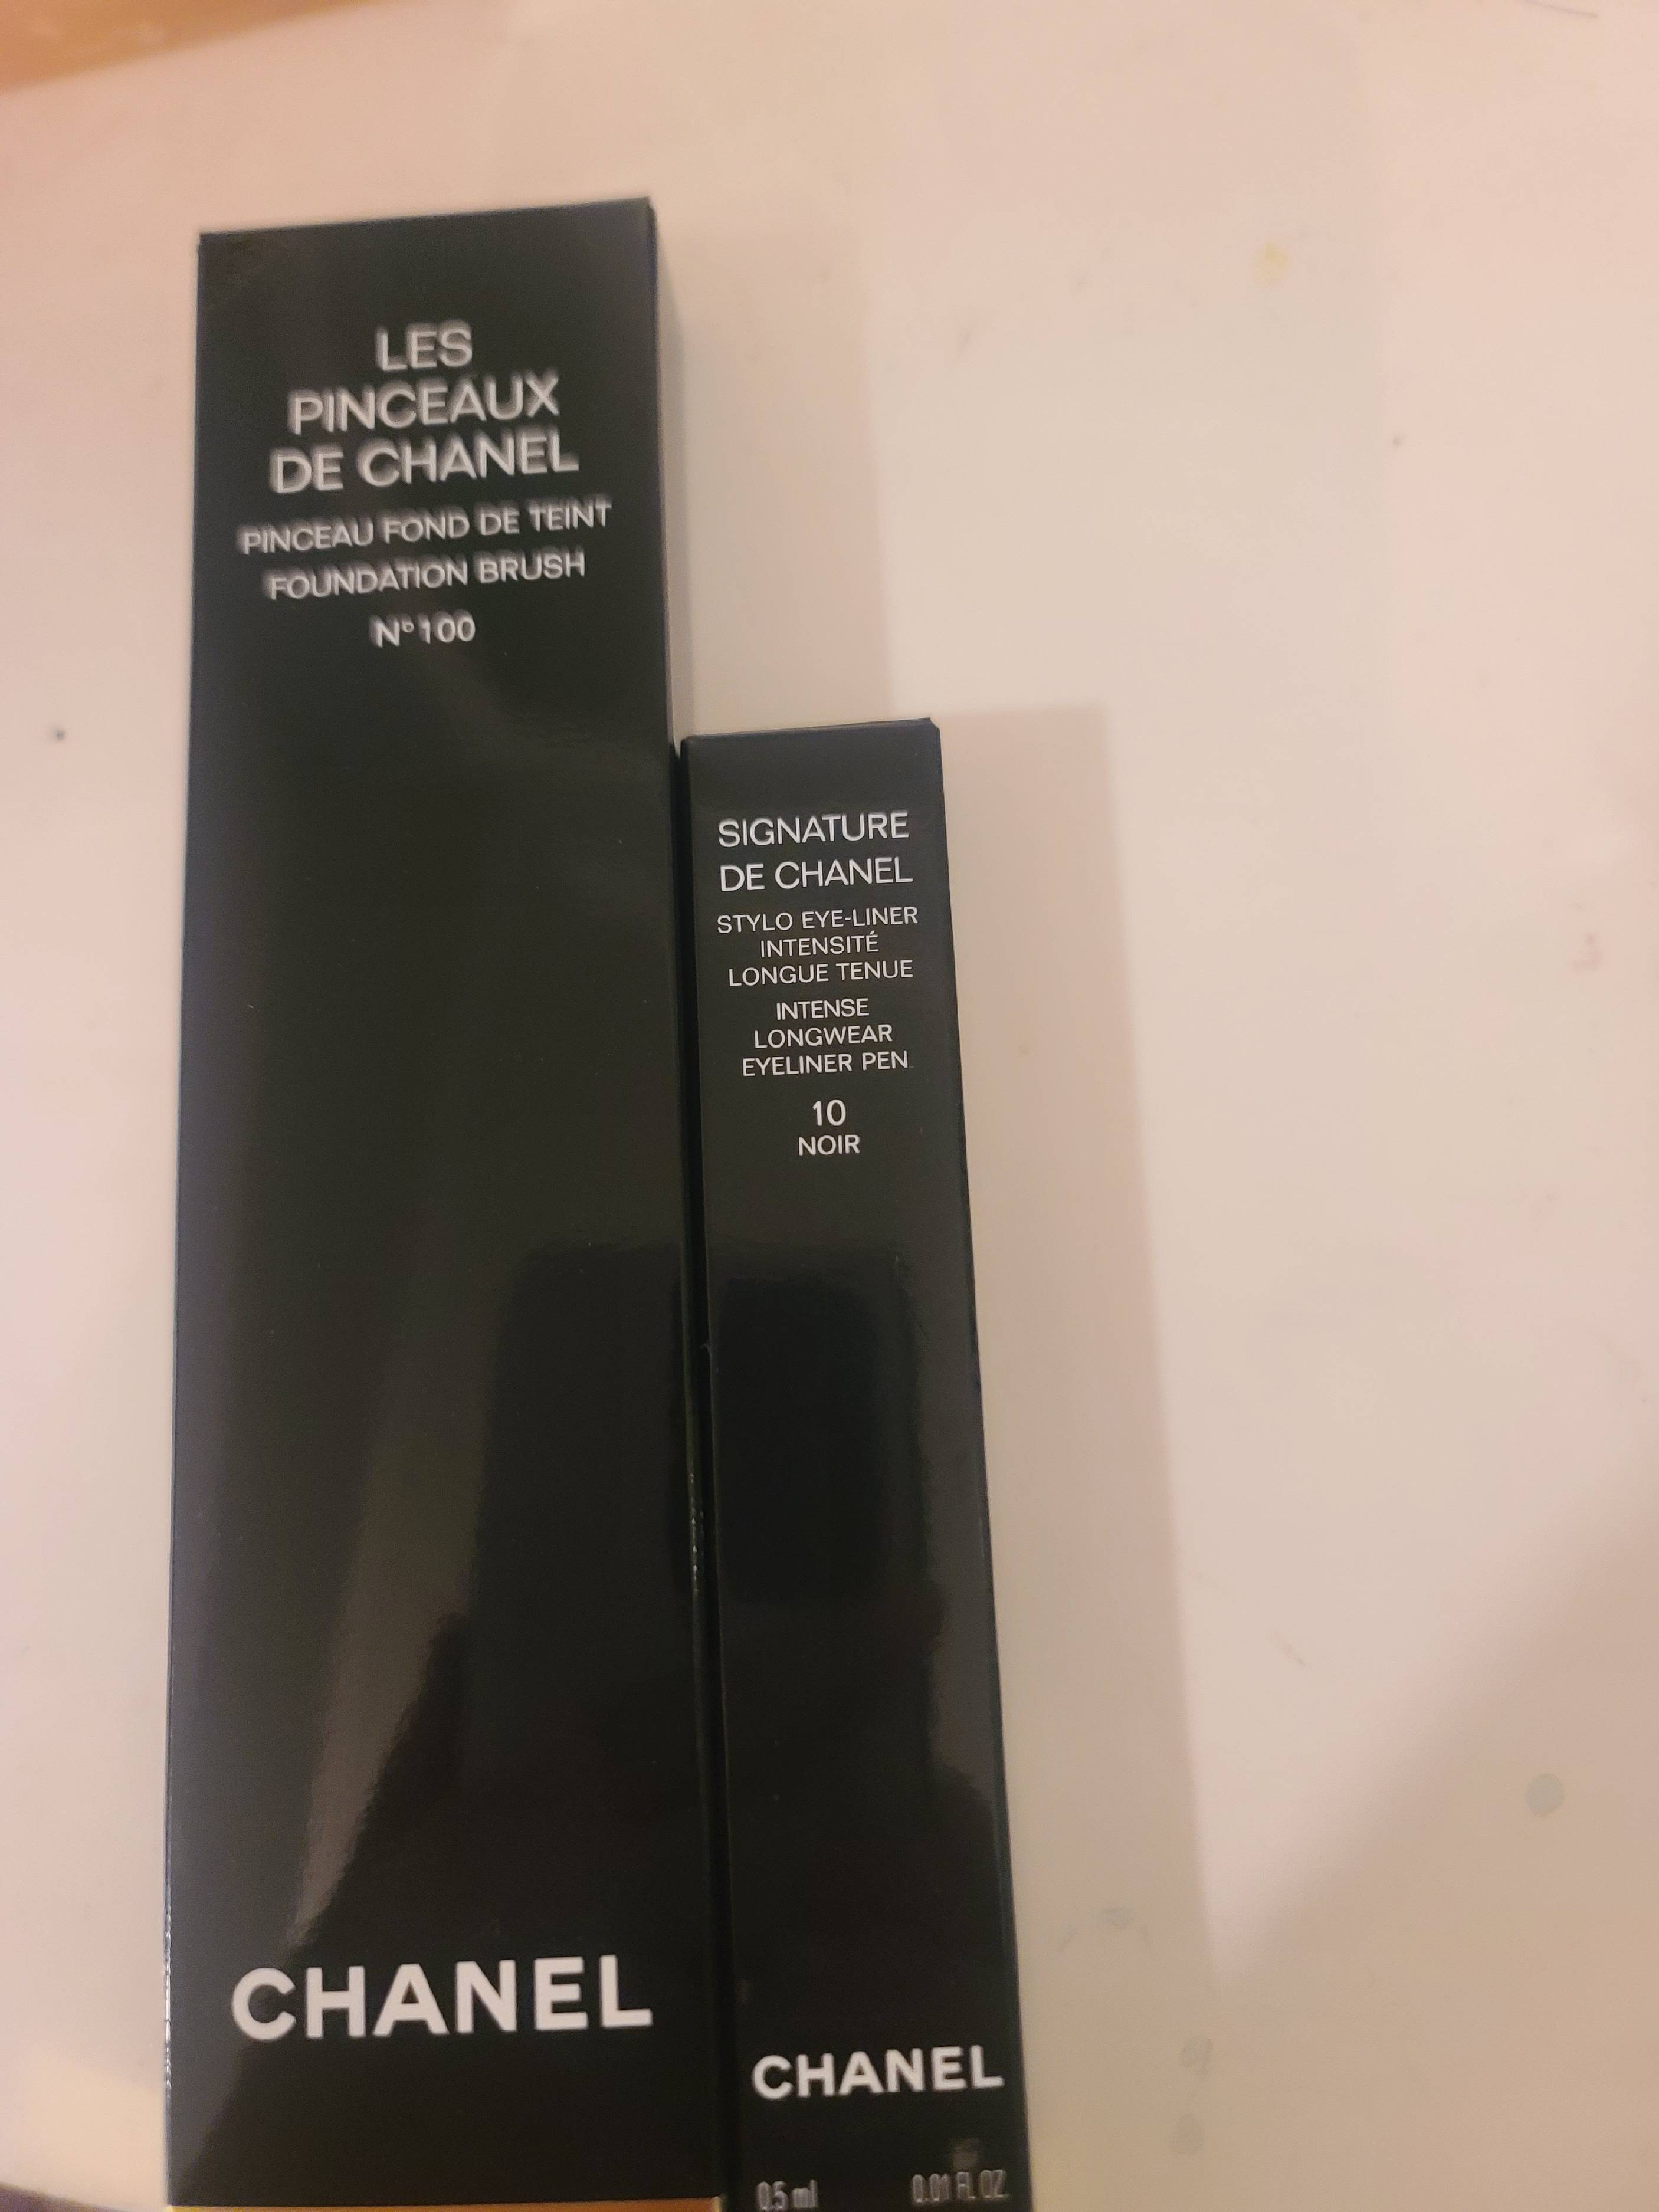 LES
PINCEAUX
DE CHANEL
PINCEAU FOND DE TEINT
FOUNDATION BRUSH
N°100
CHANEL
SIGNATURE
DE CHANEL
STYLO EYE-LINER
INTENSITÉ
LONGUE TENUE
INTENSE
LONGWEAR
EYELINER PEN
10
NOIR
CHANEL
0.5 ml 0.01 FL. OZ.